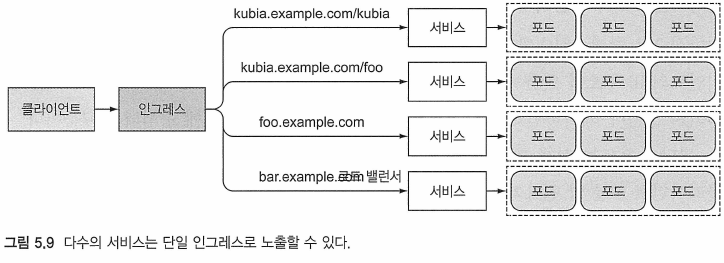 kubia.example.com/kubia
서비스
포드 포드 포드
kubia.example.com/foo
서비스
포드 포드 포드
클라이언트
인그레스
foo.example.com
서비스
포드 포드 포드
bar.example.com
로드 밸런서
서비스
포드 포드 포드
그림 5.9 다수의 서비스는 단일 인그레스로 노출할 수 있다.